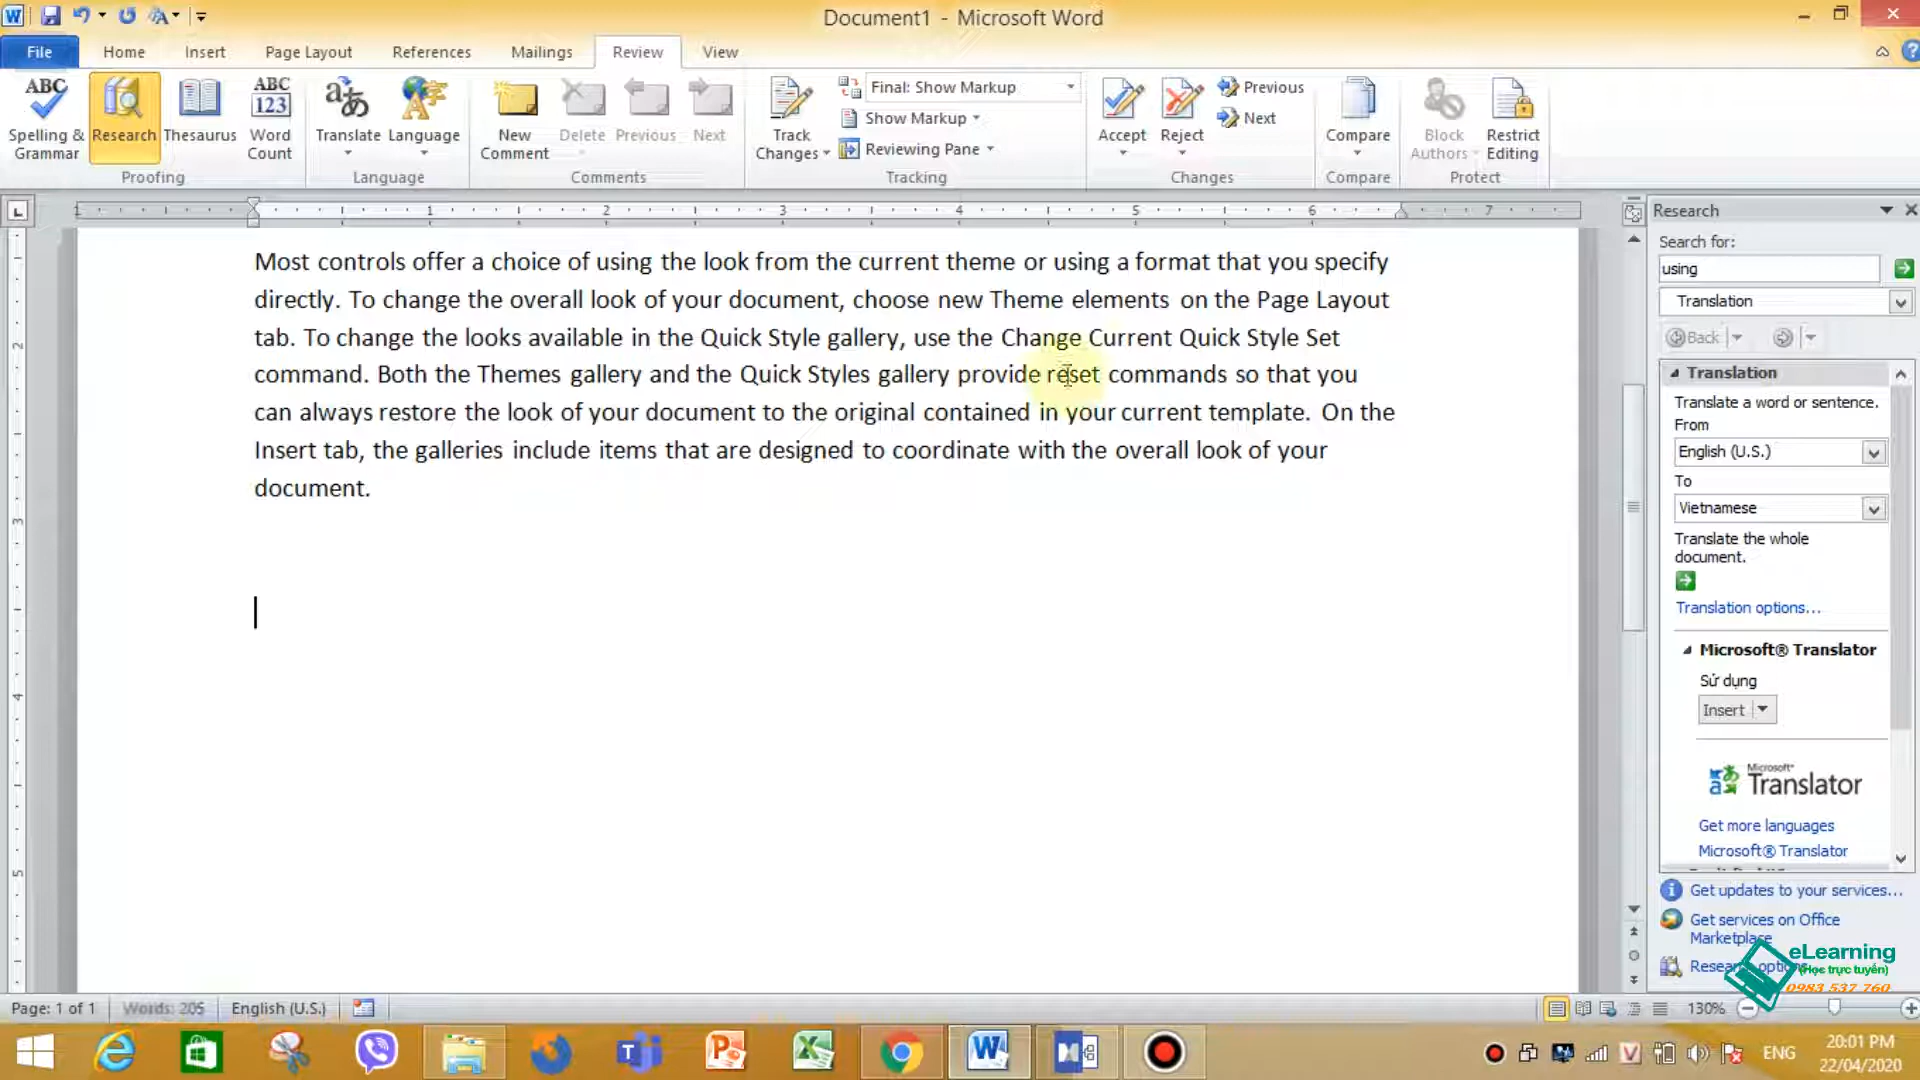 Document1 - Microsoft Word
File Home Insert Page Layout References Mailings Review View
Spelling & Grammar
Research
Thesaurus
Word Count
Proofing
Translate
Language
Language
New Comment
Delete
Previous
Next
Comments
Track Changes
Final: Show Markup
Show Markup
Reviewing Pane
Tracking
Accept
Reject
Previous
Next
Changes
Compare
Compare
Block Authors
Restrict Editing
Protect
Most controls offer a choice of using the look from the current theme or using a format that you specify
directly. To change the overall look of your document, choose new Theme elements on the Page Layout
tab. To change the looks available in the Quick Style gallery, use the Change Current Quick Style Set
command. Both the Themes gallery and the Quick Styles gallery provide reset commands so that you
can always restore the look of your document to the original contained in your current template. On the
Insert tab, the galleries include items that are designed to coordinate with the overall look of your
document.
Research
Search for:
using
Translation
Back
Translation
Translate a word or sentence.
From
English (U.S.)
To
Vietnamese
Translate the whole
document.
Translation options...
Microsoft® Translator
Sử dụng
Insert
Microsoft® Translator
Get more languages
Microsoft® Translator
Get updates to your services...
Get services on Office
Marketplace
Research options
eLearning
(Học trực tuyến)
0983 537 760
Page: 1 of 1 Words: 205 English (U.S.) 130%
ENG
20:01 PM
22/04/2020